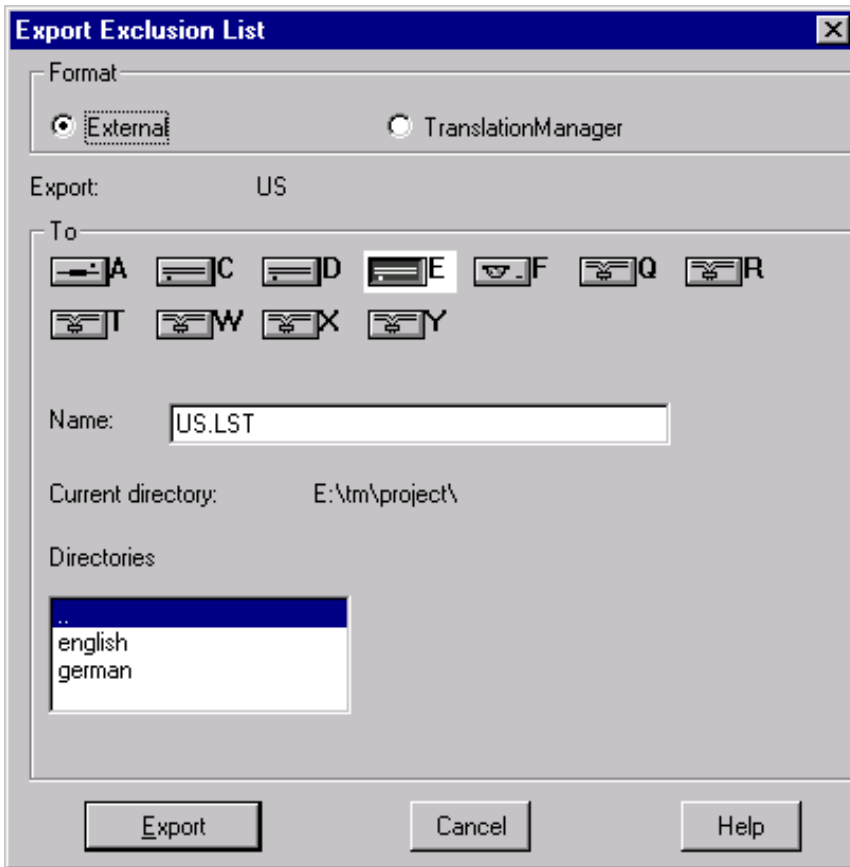 Export Exclusion List
Format
External
TranslationManager
Export: US
To
A C D E F Q R
T W X Y
Name: US.LST
Current directory: E:\tm\project\
Directories
..
english
german
Export Cancel Help